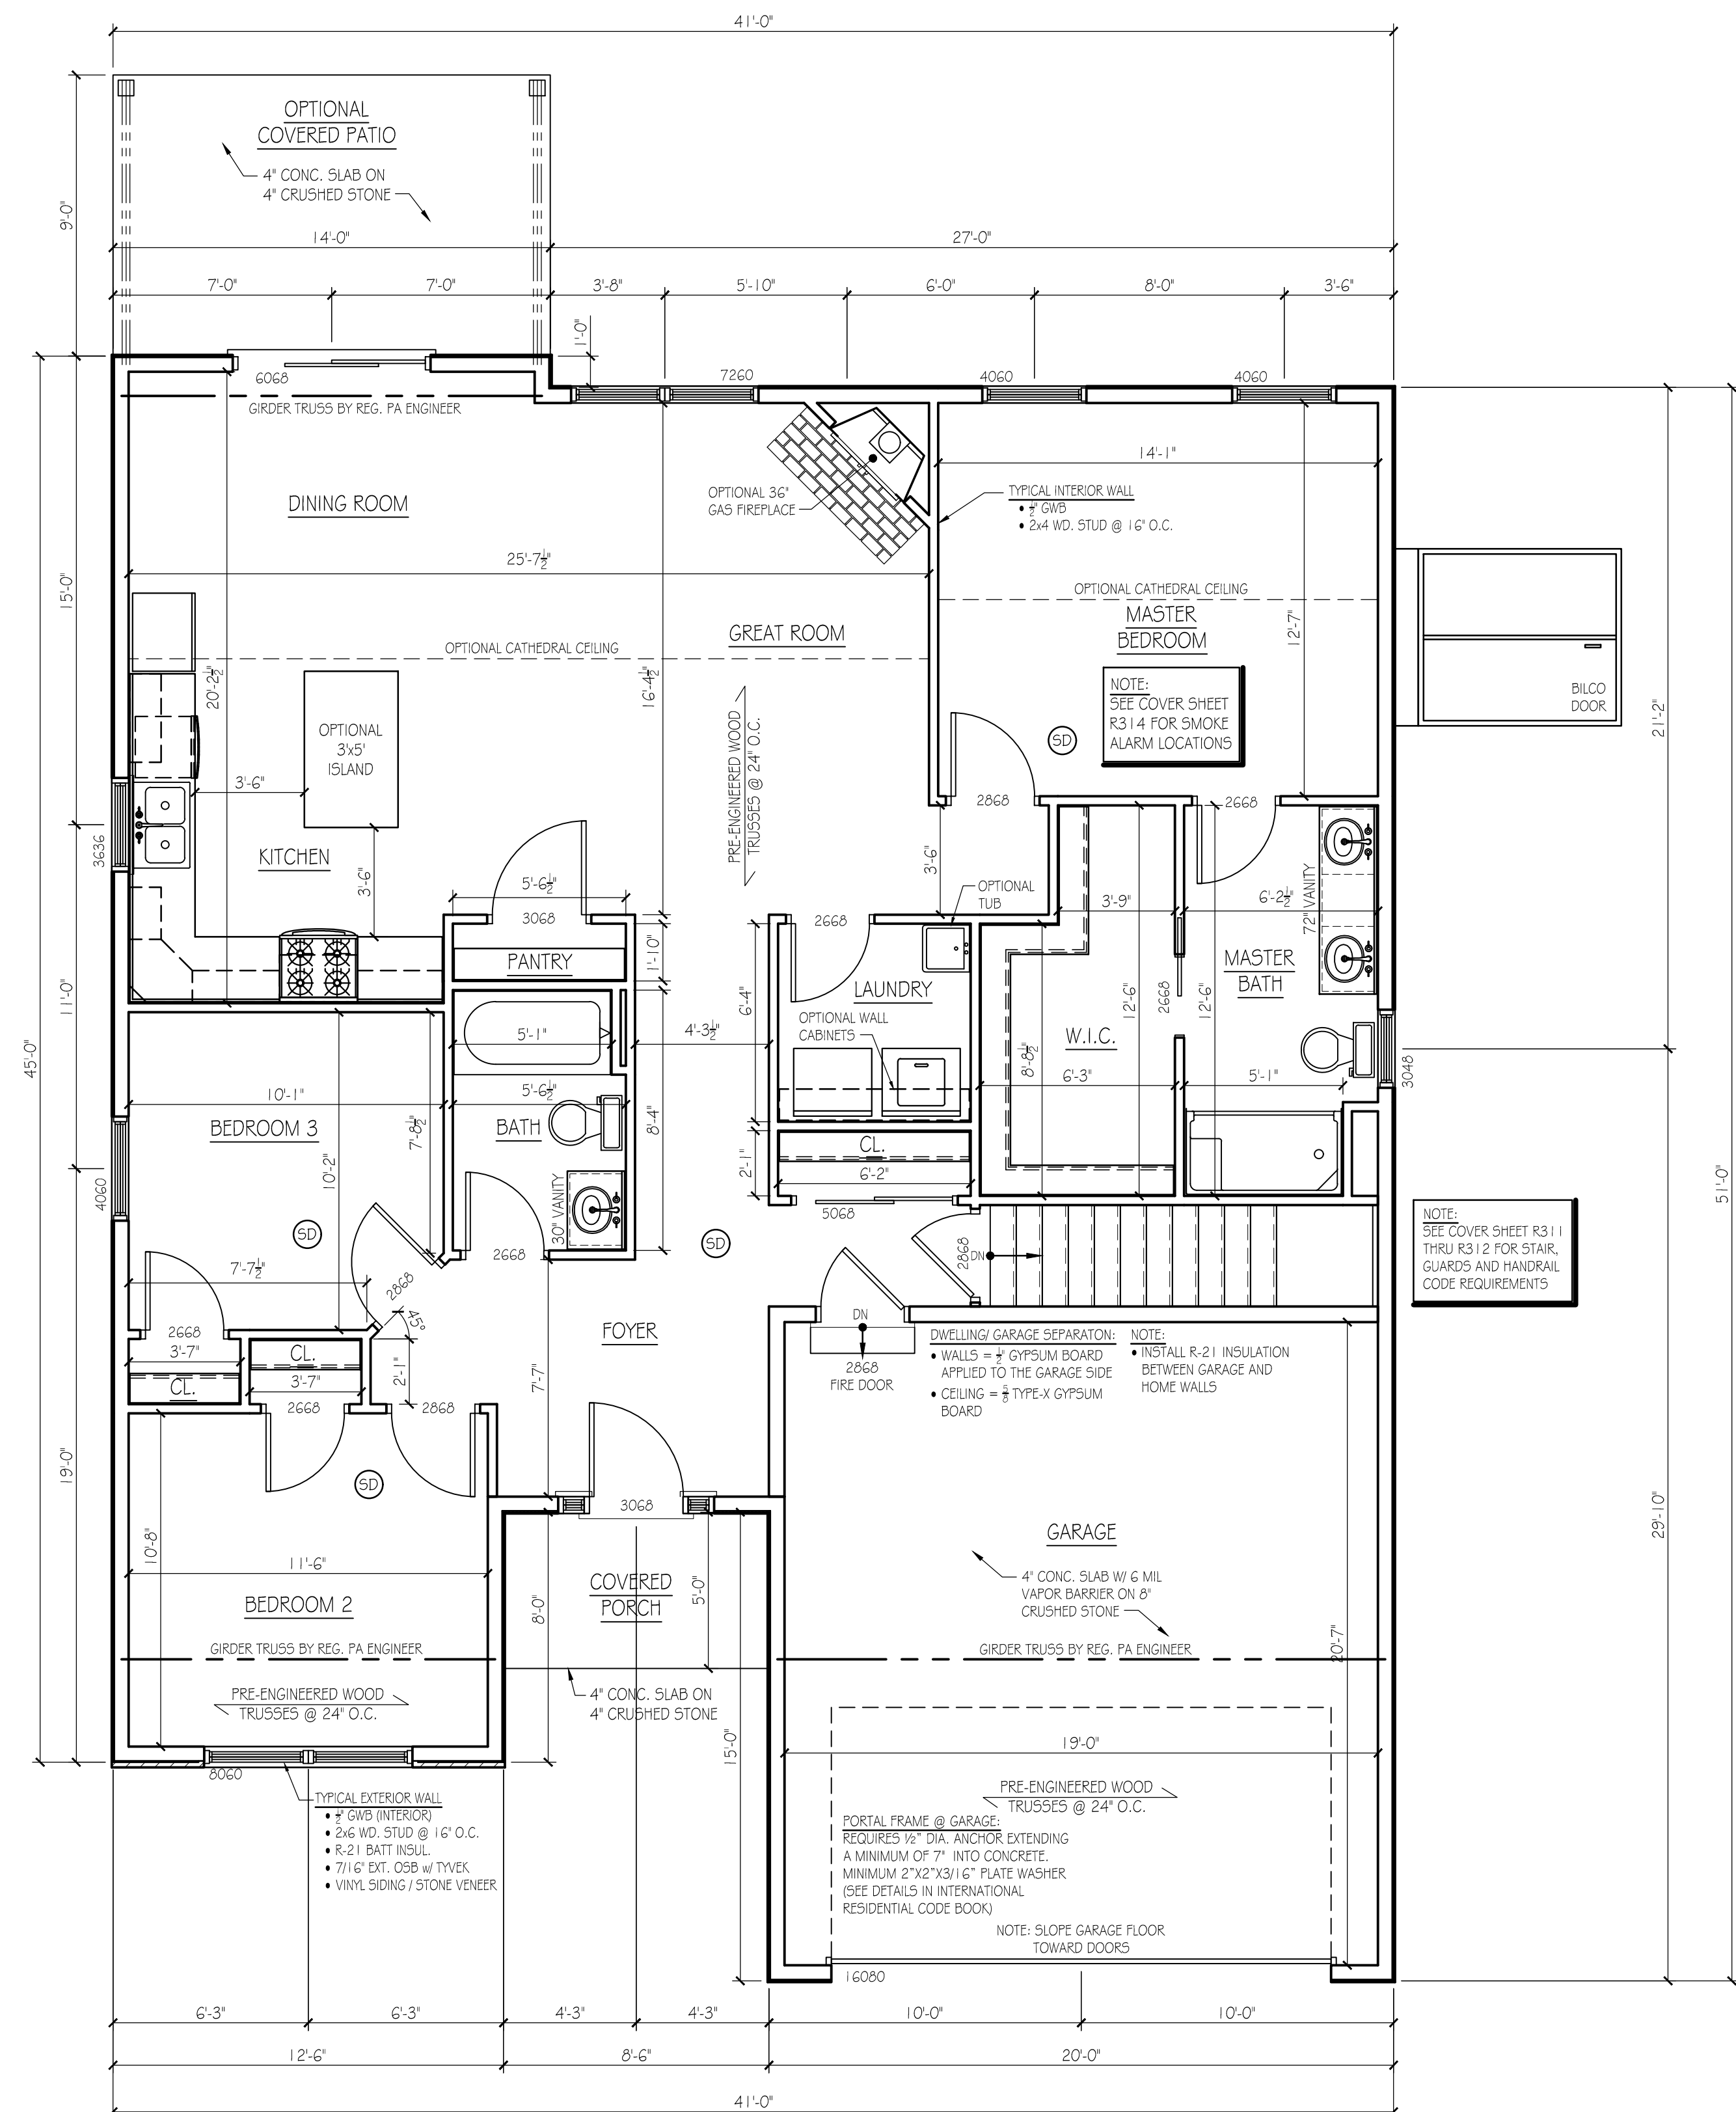 41'-0"
OPTIONAL
COVERED PATIO
4" CONC. SLAB ON
4" CRUSHED STONE
9'-0"
14'-0"
27'-0"
7'-0"
7'-0"
3'-8"
5'-10"
6'-0"
8'-0"
3'-6"
1'-0"
6068
7260
4060
4060
GIRDER TRUSS BY REG. PA ENGINEER
14'-1"
DINING ROOM
OPTIONAL 36"
GAS FIREPLACE
TYPICAL INTERIOR WALL
• ½" GWB
• 2x4 WD. STUD @ 16" O.C.
25'-7½"
15'-0"
OPTIONAL CATHEDRAL CEILING
MASTER
BEDROOM
12'-7"
GREAT ROOM
OPTIONAL CATHEDRAL CEILING
20'-2½"
16'-4½"
NOTE:
SEE COVER SHEET
R314 FOR SMOKE
ALARM LOCATIONS
BILCO
DOOR
21'-2"
OPTIONAL
3'x5'
ISLAND
SD
PRE-ENGINEERED WOOD
TRUSSES @ 24" O.C.
3'-6"
2868
2668
3636
KITCHEN
3'-6"
3'-6"
72" VANITY
5'-6½"
OPTIONAL
TUB
3'-9"
6'-2½"
3068
2668
PANTRY
1'-10"
MASTER
BATH
LAUNDRY
11'-0"
6'-4"
12'-6"
2668
12'-6"
OPTIONAL WALL
CABINETS
5'-1"
4'-3½"
W.I.C.
8'-8½"
45'-0"
3048
10'-1"
5'-6½"
6'-3"
5'-1"
BEDROOM 3
7'-8½"
BATH
8'-4"
10'-2"
CL.
2'-1"
6'-2"
51'-0"
4060
30" VANITY
5068
SD
SD
2668
2868
DN
NOTE:
SEE COVER SHEET R311
THRU R312 FOR STAIR,
GUARDS AND HANDRAIL
CODE REQUIREMENTS
7'-7½"
2868
45°
DN
2668
FOYER
DWELLING/ GARAGE SEPARATON:
• WALLS = ½" GYPSUM BOARD
APPLIED TO THE GARAGE SIDE
• CEILING = ⅝ TYPE-X GYPSUM
BOARD
NOTE:
• INSTALL R-21 INSULATION
BETWEEN GARAGE AND
HOME WALLS
3'-7"
CL.
2868
FIRE DOOR
CL.
3'-7"
2'-1"
7'-7"
2668
2868
19'-0"
SD
3068
29'-10"
10'-8"
GARAGE
11'-6"
COVERED
PORCH
5'-0"
4" CONC. SLAB W/ 6 MIL
VAPOR BARRIER ON 8"
CRUSHED STONE
BEDROOM 2
8'-0"
20'-7"
GIRDER TRUSS BY REG. PA ENGINEER
GIRDER TRUSS BY REG. PA ENGINEER
PRE-ENGINEERED WOOD
TRUSSES @ 24" O.C.
4" CONC. SLAB ON
4" CRUSHED STONE
15'-0"
19'-0"
8060
TYPICAL EXTERIOR WALL
• ½" GWB (INTERIOR)
• 2x6 WD. STUD @ 16" O.C.
• R-21 BATT INSUL.
• 7/16" EXT. OSB w/ TYVEK
• VINYL SIDING / STONE VENEER
PRE-ENGINEERED WOOD
TRUSSES @ 24" O.C.
PORTAL FRAME @ GARAGE:
REQUIRES ½" DIA. ANCHOR EXTENDING
A MINIMUM OF 7" INTO CONCRETE.
MINIMUM 2"X2"X3/16" PLATE WASHER
(SEE DETAILS IN INTERNATIONAL
RESIDENTIAL CODE BOOK)
NOTE: SLOPE GARAGE FLOOR
TOWARD DOORS
16080
6'-3"
6'-3"
4'-3"
4'-3"
10'-0"
10'-0"
12'-6"
8'-6"
20'-0"
41'-0"